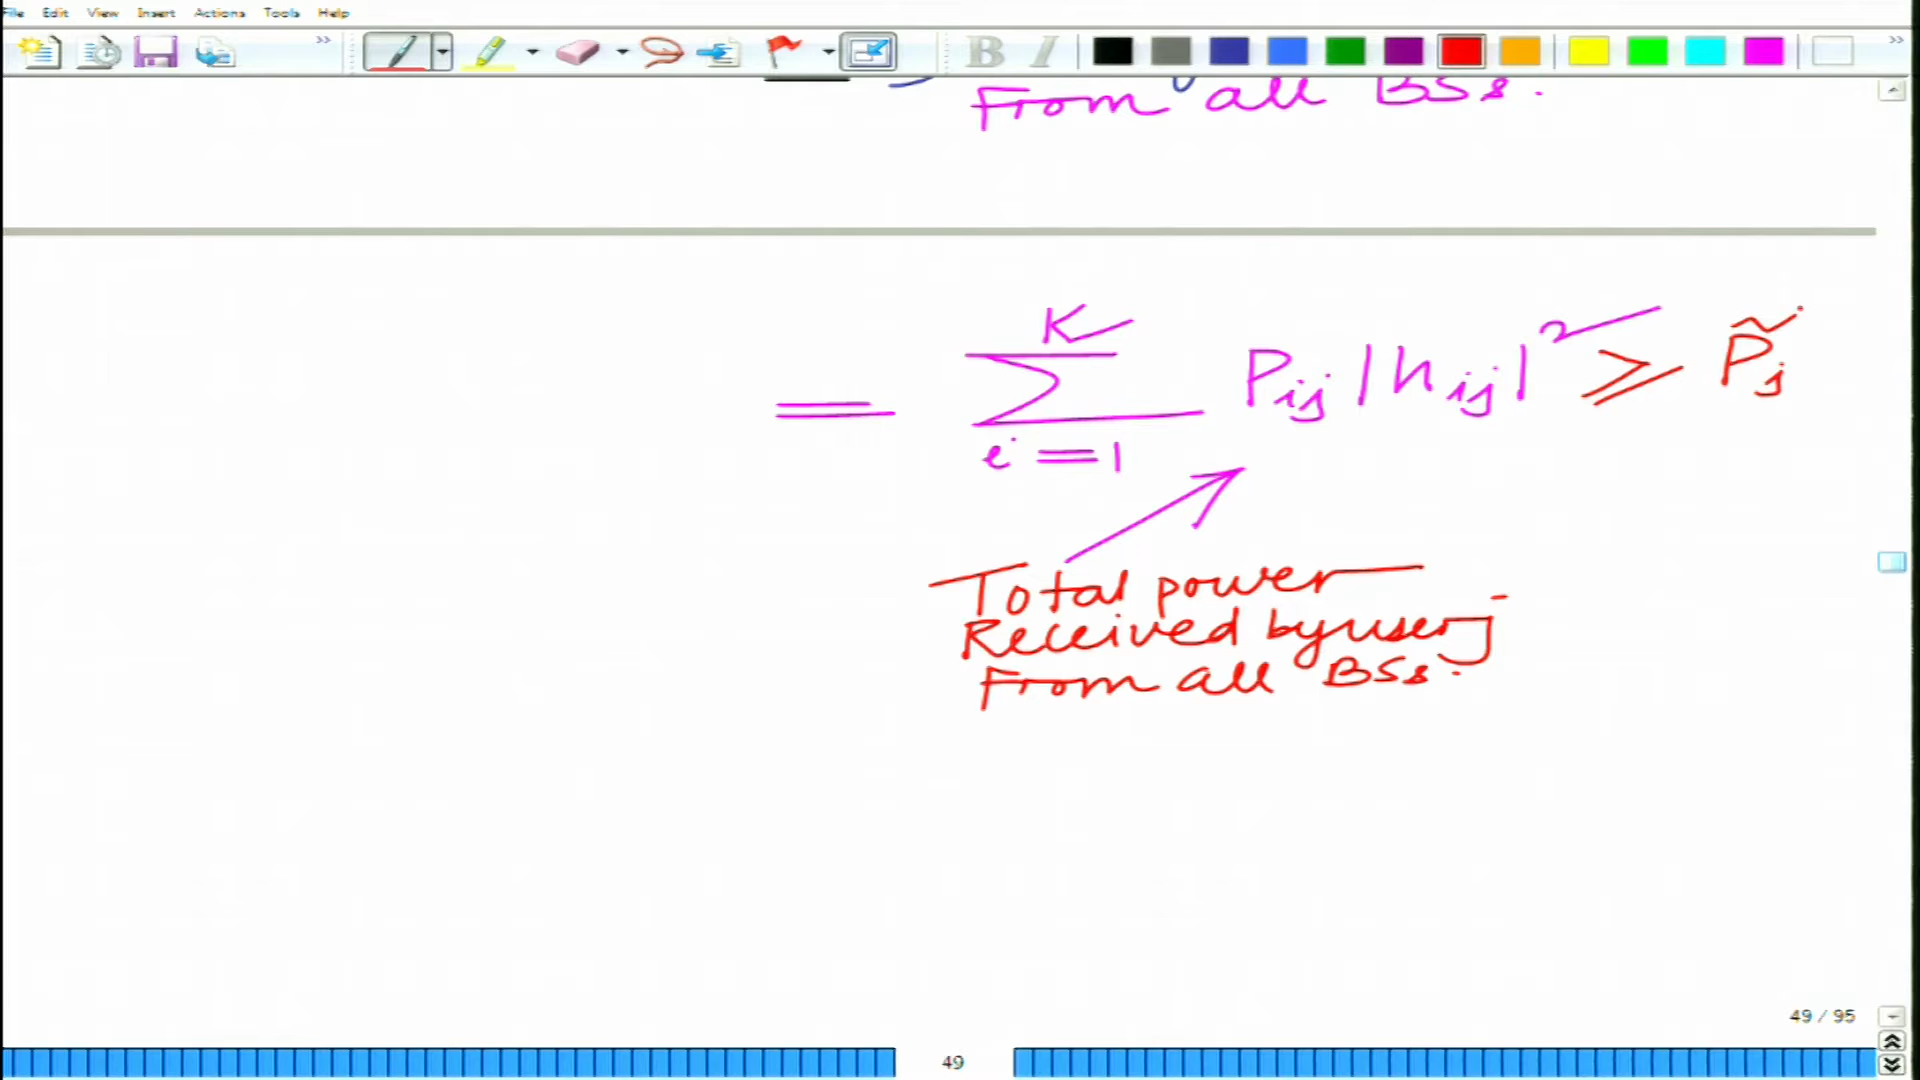 File Edit View Insert Actions Tools Help
B I
From all BSs.
= K ∑ i=1 Pij |hij|² ≥ P̃j
Total power
Received by user j
From all BSs.
49 / 95
49